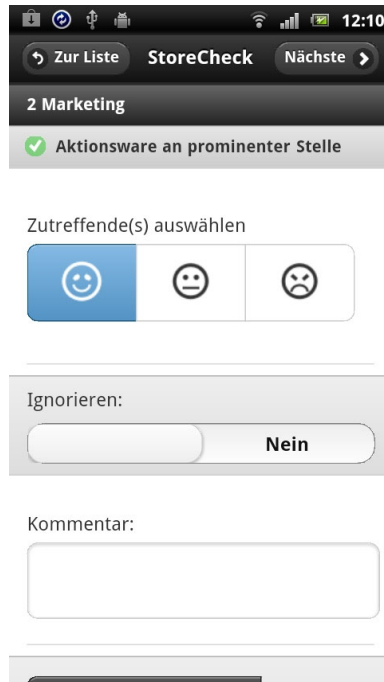 12:10
Zur Liste
StoreCheck
Nächste
2 Marketing
Aktionsware an prominenter Stelle
Zutreffende(s) auswählen
Ignorieren:
Nein
Kommentar: